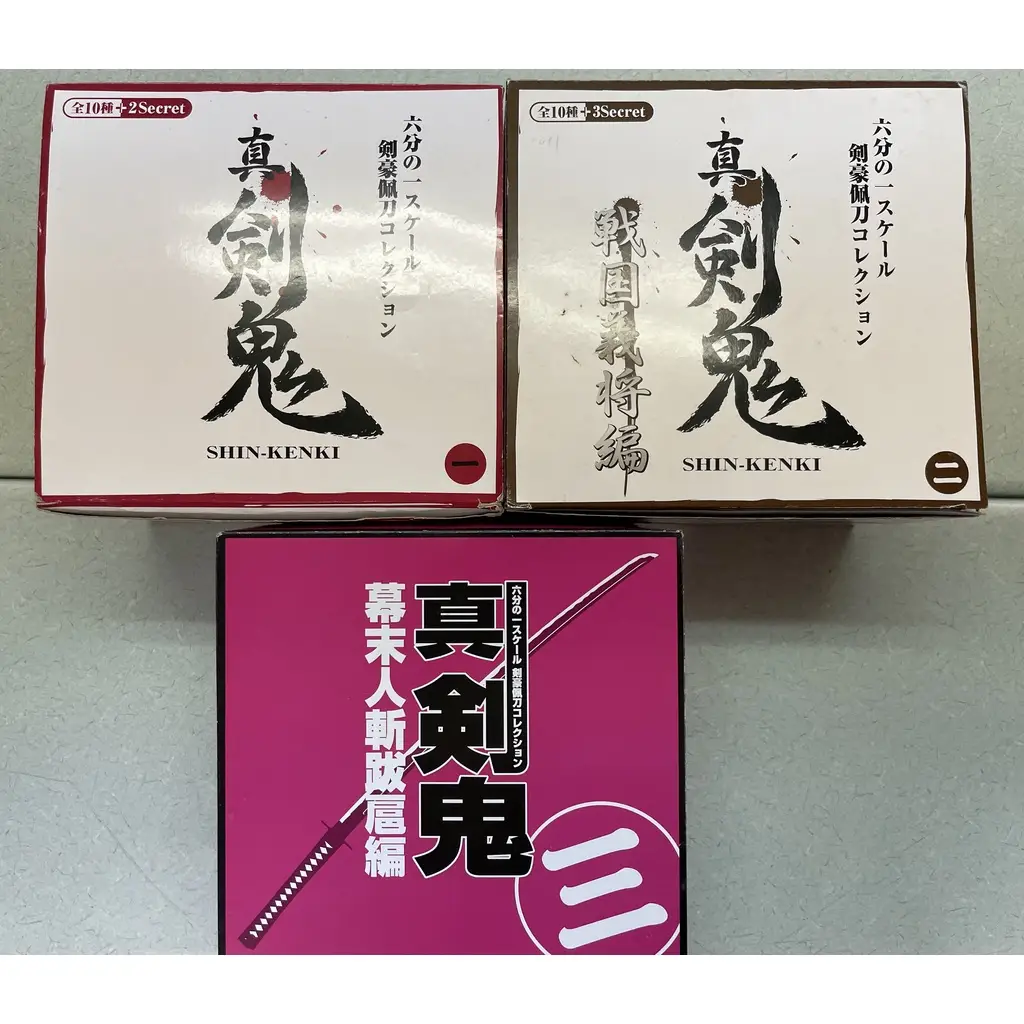 全10種+2Secret
六分の一スケール
剣豪佩刀コレクション
真剣鬼
SHIN-KENKI
一
全10種+3Secret
六分の一スケール
剣豪佩刀コレクション
真剣鬼
戦国義将編
SHIN-KENKI
二
六分の一スケール 剣豪佩刀コレクション
真剣鬼
幕末人斬跋扈編
三